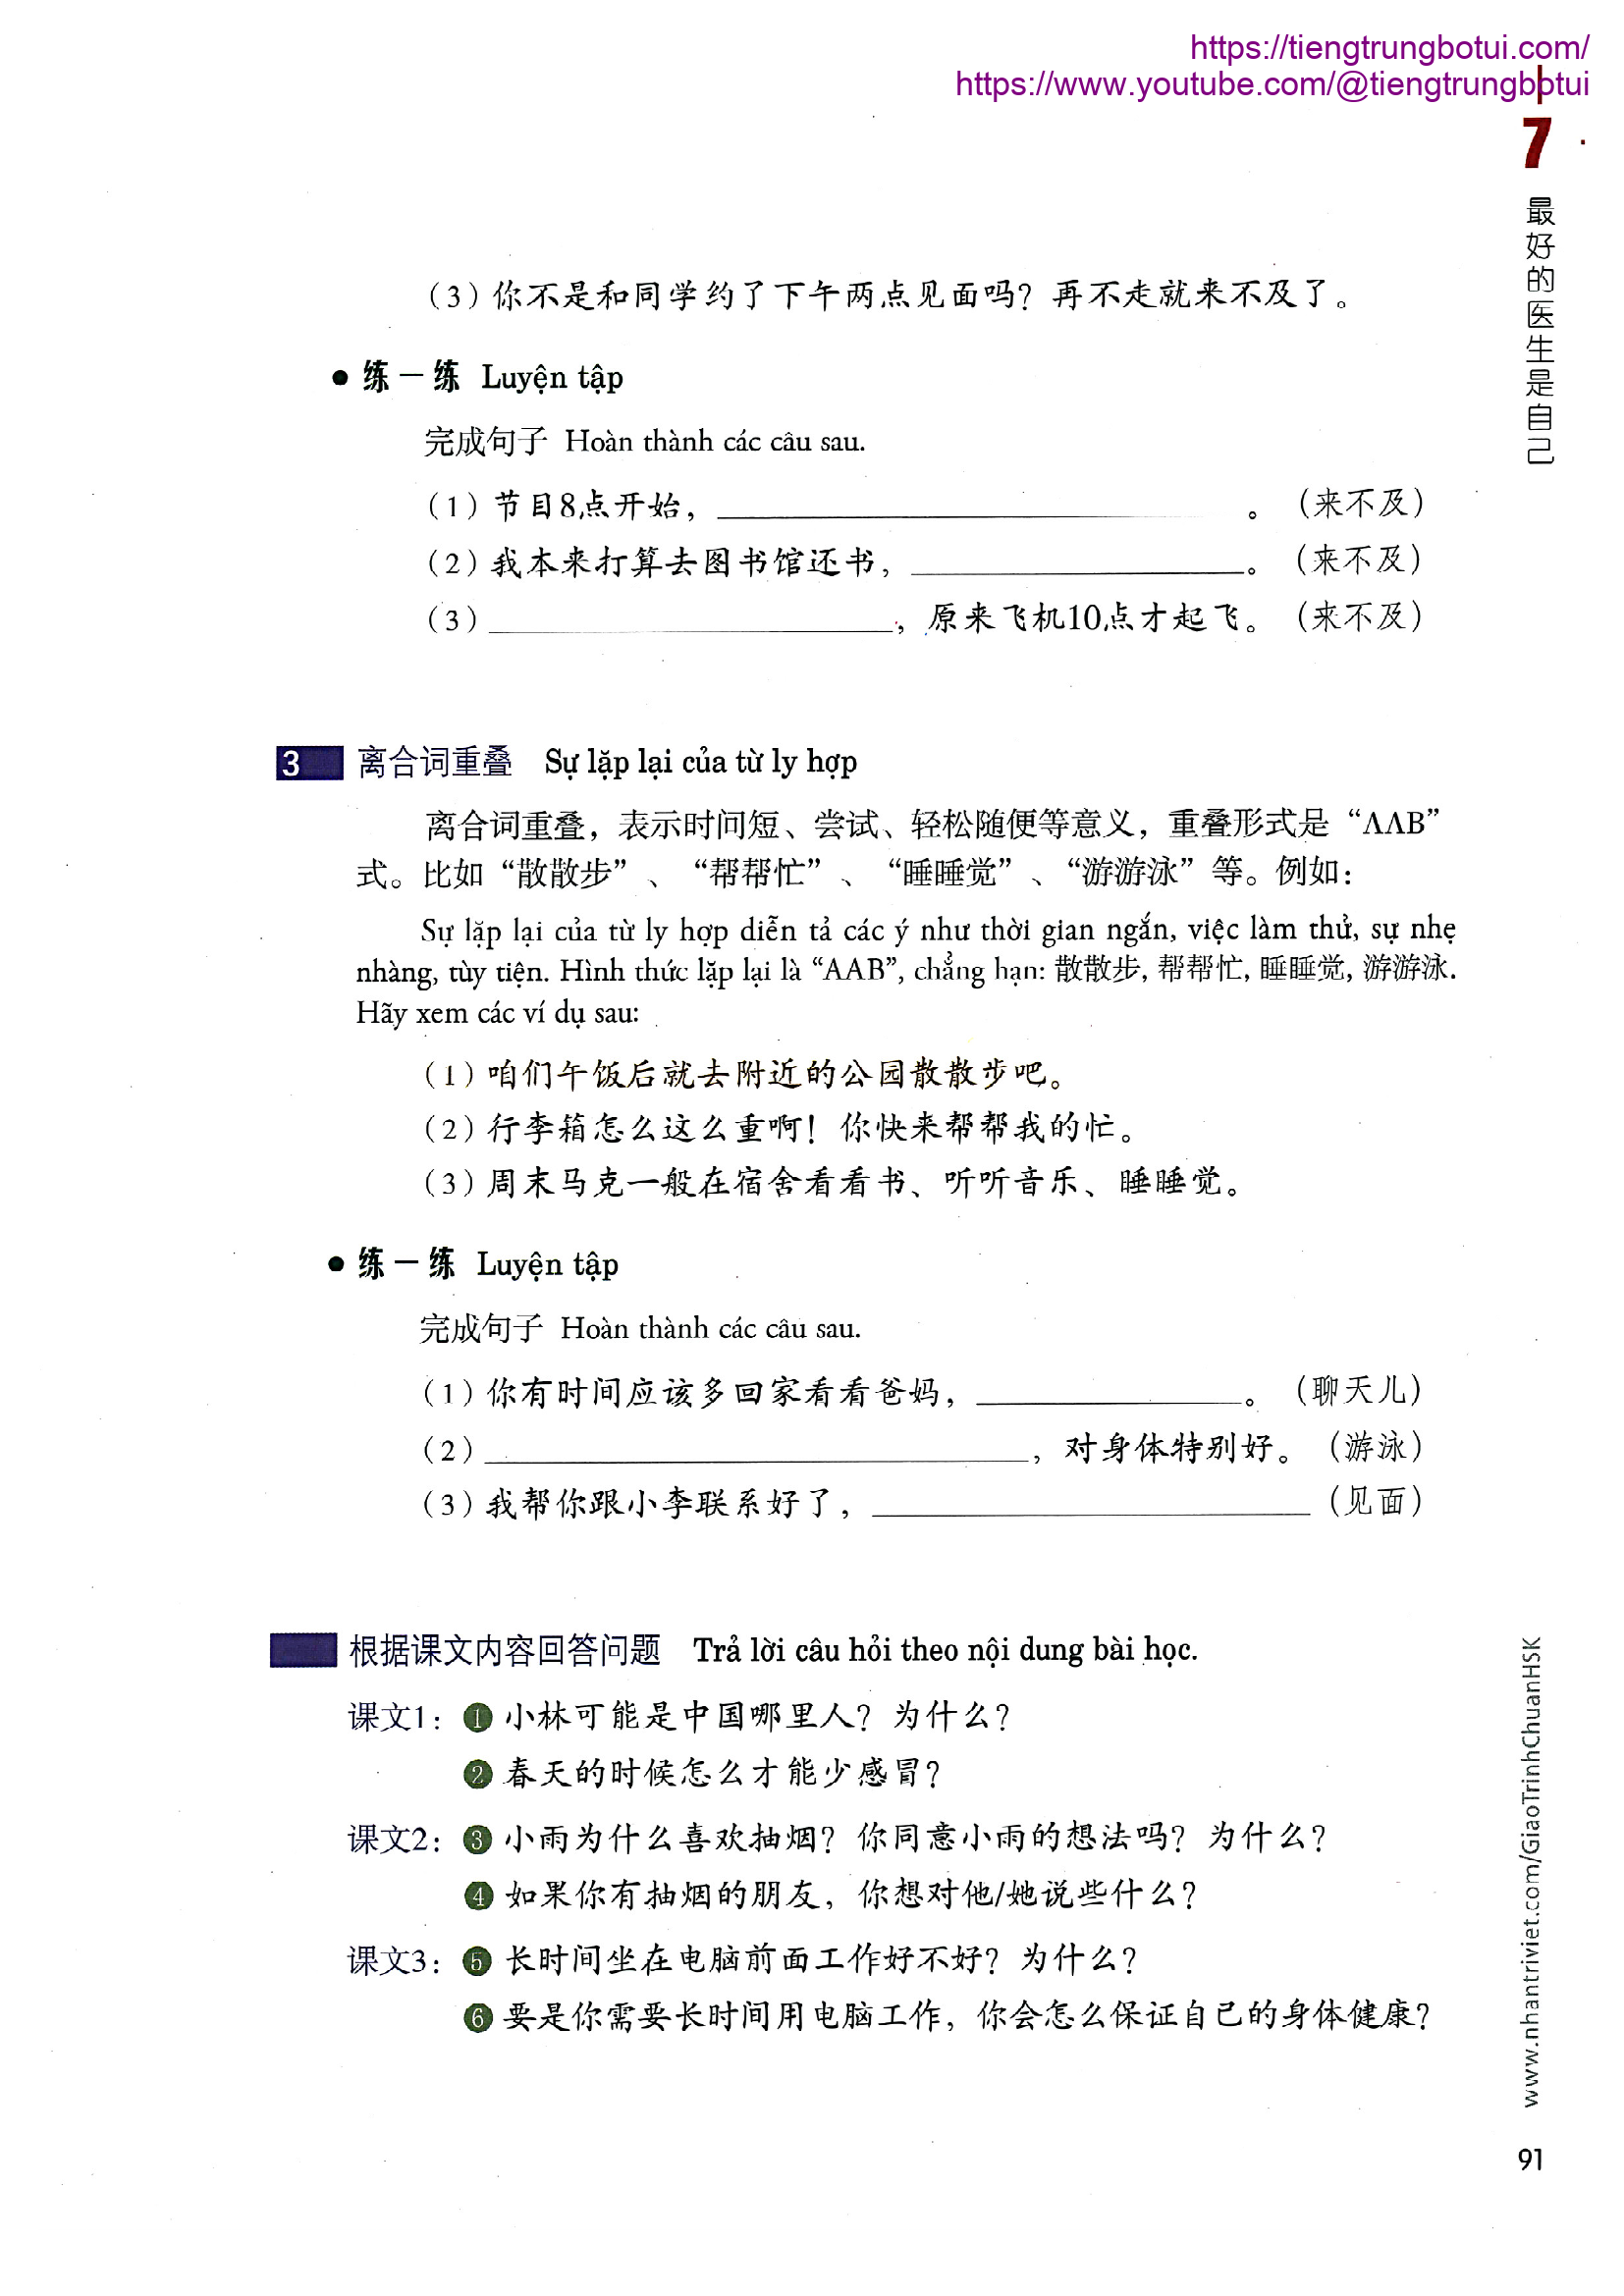 https://tiengtrungbotui.com/
https://www.youtube.com/@tiengtrungbotui
7
最好的医生是自己
（3）你不是和同学约了下午两点见面吗？再不走就来不及了。
● 练一练 Luyện tập
完成句子 Hoàn thành các câu sau.
（1）节目8点开始，____________________。（来不及）
（2）我本来打算去图书馆还书，____________________。（来不及）
（3）____________________，原来飞机10点才起飞。（来不及）
3 离合词重叠 Sự lặp lại của từ ly hợp
离合词重叠，表示时间短、尝试、轻松随便等意义，重叠形式是“AAB”
式。比如“散散步”、“帮帮忙”、“睡睡觉”、“游游泳”等。例如：
Sự lặp lại của từ ly hợp diễn tả các ý như thời gian ngắn, việc làm thử, sự nhẹ
nhàng, tùy tiện. Hình thức lặp lại là “AAB”, chẳng hạn: 散散步, 帮帮忙, 睡睡觉, 游游泳.
Hãy xem các ví dụ sau:
（1）咱们午饭后就去附近的公园散散步吧。
（2）行李箱怎么这么重啊！你快来帮帮我的忙。
（3）周末马克一般在宿舍看看书、听听音乐、睡睡觉。
● 练一练 Luyện tập
完成句子 Hoàn thành các câu sau.
（1）你有时间应该多回家看看爸妈，____________________。（聊天儿）
（2）____________________，对身体特别好。（游泳）
（3）我帮你跟小李联系好了，____________________（见面）
根据课文内容回答问题 Trả lời câu hỏi theo nội dung bài học.
课文1：❶ 小林可能是中国哪里人？为什么？
❷ 春天的时候怎么才能少感冒？
课文2：❸ 小雨为什么喜欢抽烟？你同意小雨的想法吗？为什么？
❹ 如果你有抽烟的朋友，你想对他/她说些什么？
课文3：❺ 长时间坐在电脑前面工作好不好？为什么？
❻ 要是你需要长时间用电脑工作，你会怎么保证自己的身体健康？
www.nhantriviet.com/GiaoTrinhChuanHSK
91